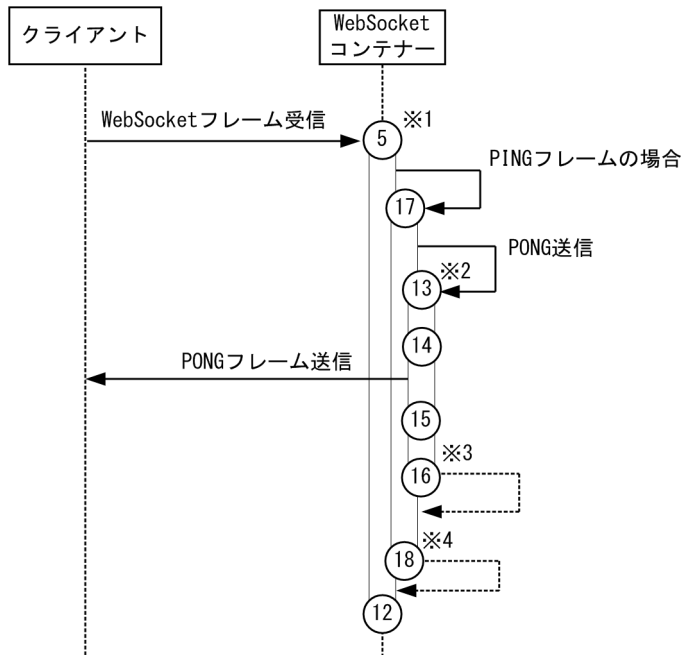 クライアント
WebSocket
コンテナー
WebSocketフレーム受信
※1
5
PINGフレームの場合
17
PONG送信
※2
13
14
PONGフレーム送信
15
※3
16
※4
18
12